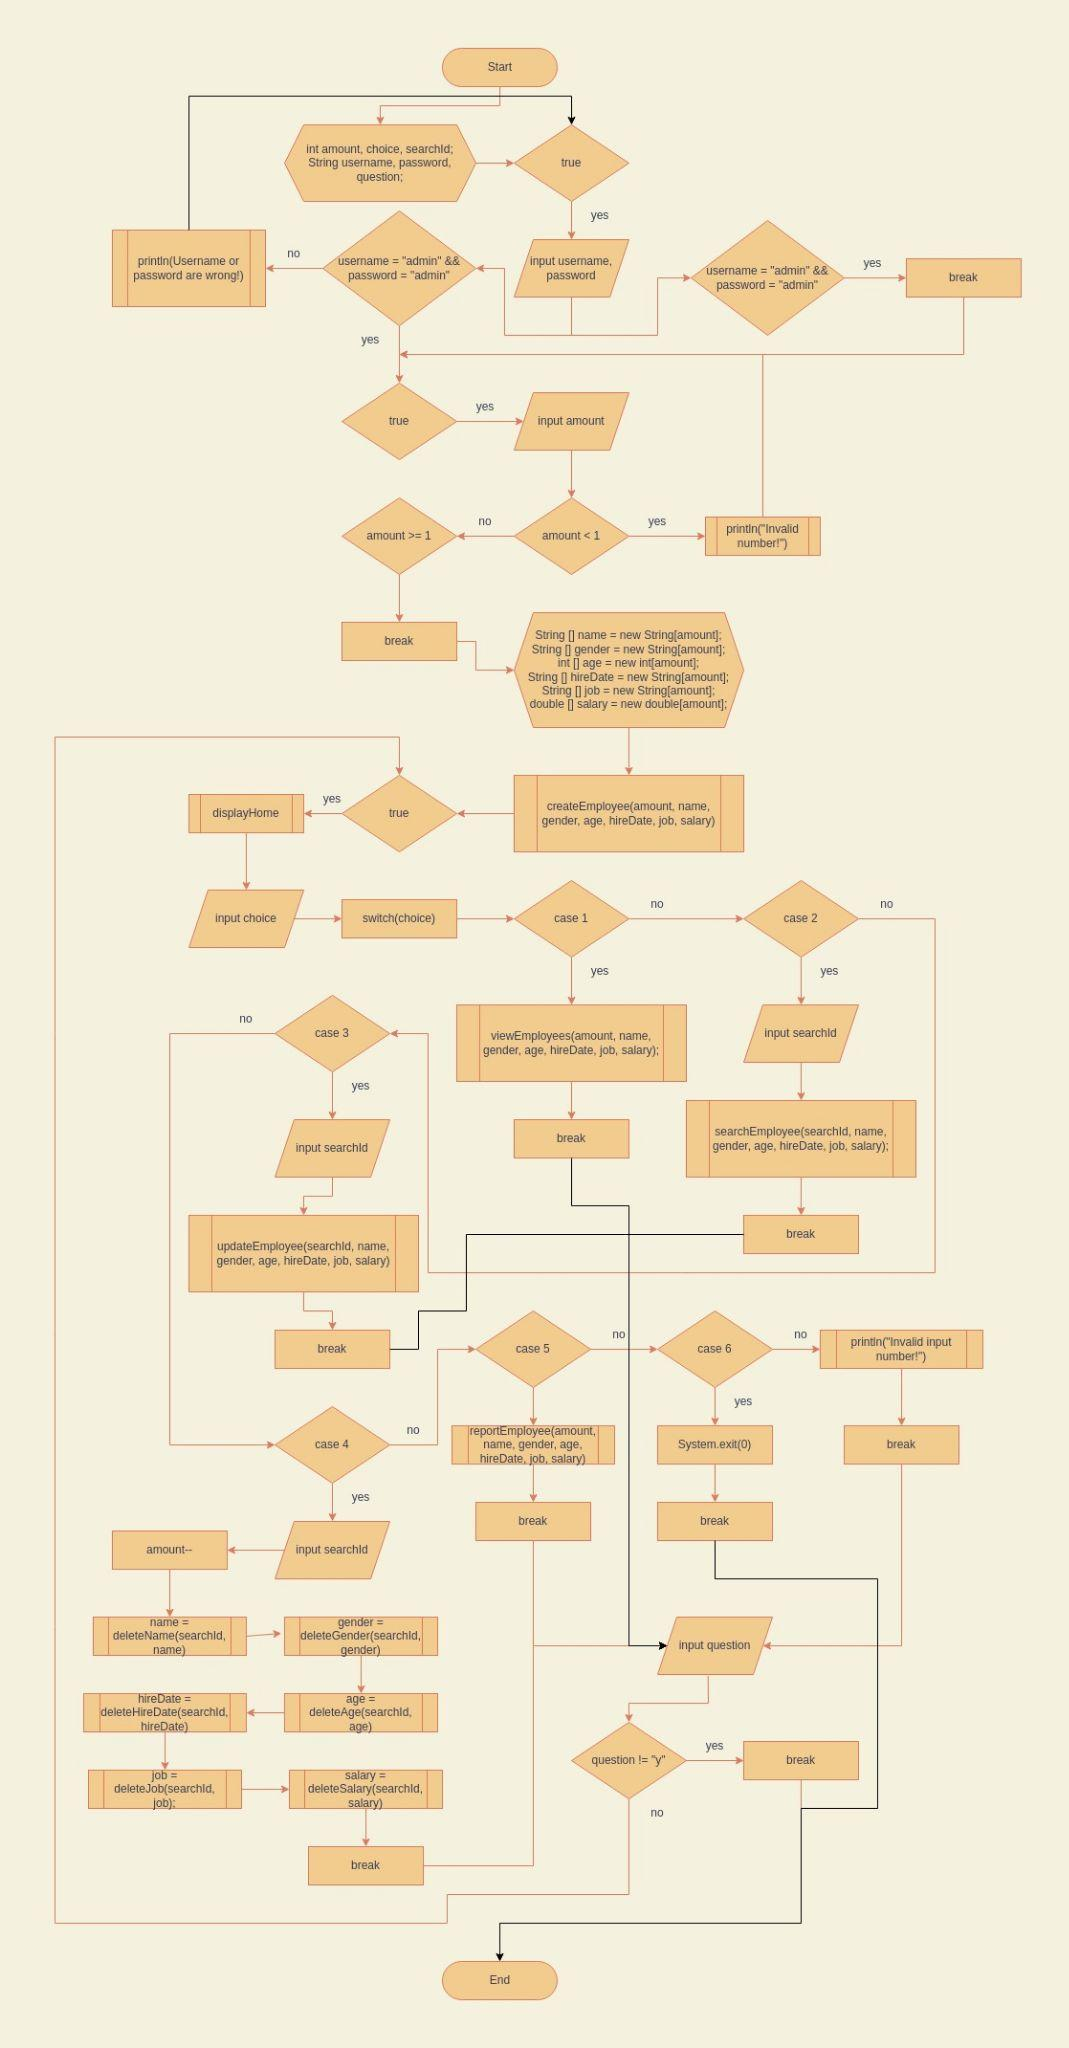 Start
int amount, choice, searchId;
String username, password,
question;
true
yes
println(Username or
password are wrong!)
no
username = "admin" &&
password = "admin"
input username,
password
username = "admin" &&
password = "admin"
yes
break
yes
true
yes
input amount
amount >= 1
no
amount < 1
yes
println("Invalid
number!")
break
String [] name = new String[amount];
String [] gender = new String[amount];
int [] age = new int[amount];
String [] hireDate = new String[amount];
String [] job = new String[amount];
double [] salary = new double[amount];
displayHome
yes
true
createEmployee(amount, name,
gender, age, hireDate, job, salary)
input choice
switch(choice)
case 1
no
case 2
no
yes
yes
no
case 3
viewEmployees(amount, name,
gender, age, hireDate, job, salary);
input searchId
yes
input searchId
break
searchEmployee(searchId, name,
gender, age, hireDate, job, salary);
updateEmployee(searchId, name,
gender, age, hireDate, job, salary)
break
break
case 5
no
case 6
no
println("Invalid input
number!")
yes
case 4
no
reportEmployee(amount,
name, gender, age,
hireDate, job, salary)
System.exit(0)
break
yes
break
break
amount--
input searchId
name =
deleteName(searchId,
name)
gender =
deleteGender(searchId,
gender)
input question
hireDate =
deleteHireDate(searchId,
hireDate)
age =
deleteAge(searchId,
age)
question != "y"
yes
break
job =
deleteJob(searchId,
job);
salary =
deleteSalary(searchId,
salary)
no
break
End